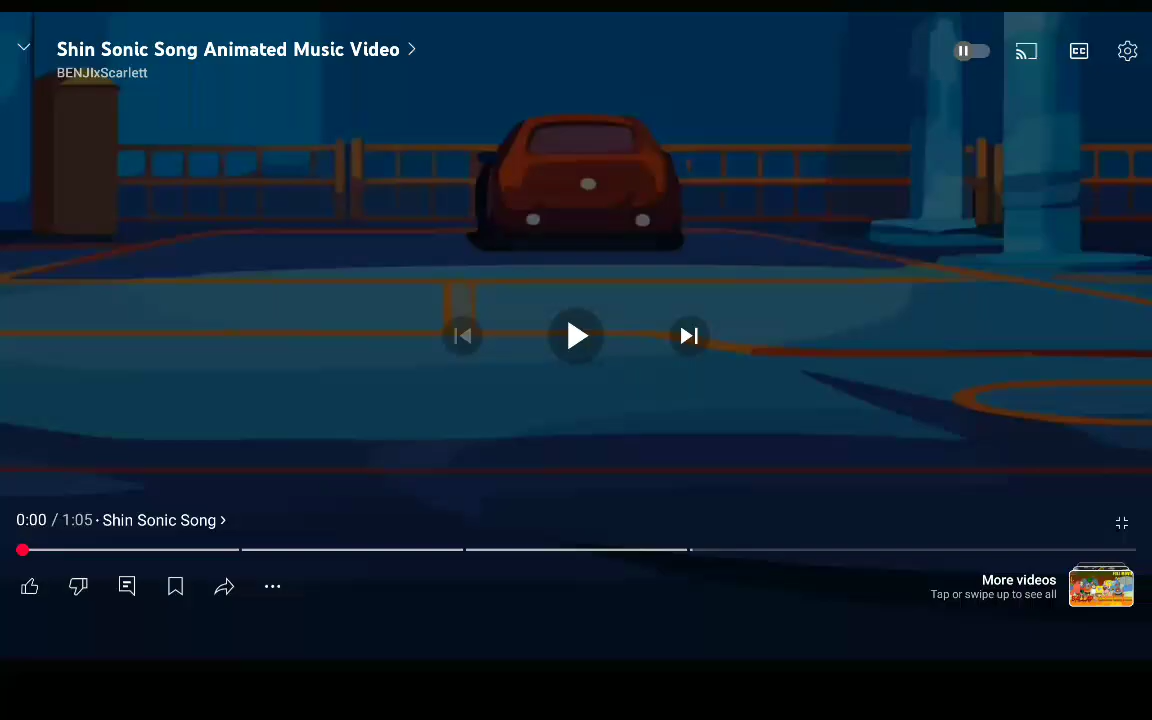 Shin Sonic Song Animated Music Video
BENJIxScarlett
CC
0:00 / 1:05 · Shin Sonic Song
More videos
Tap or swipe up to see all